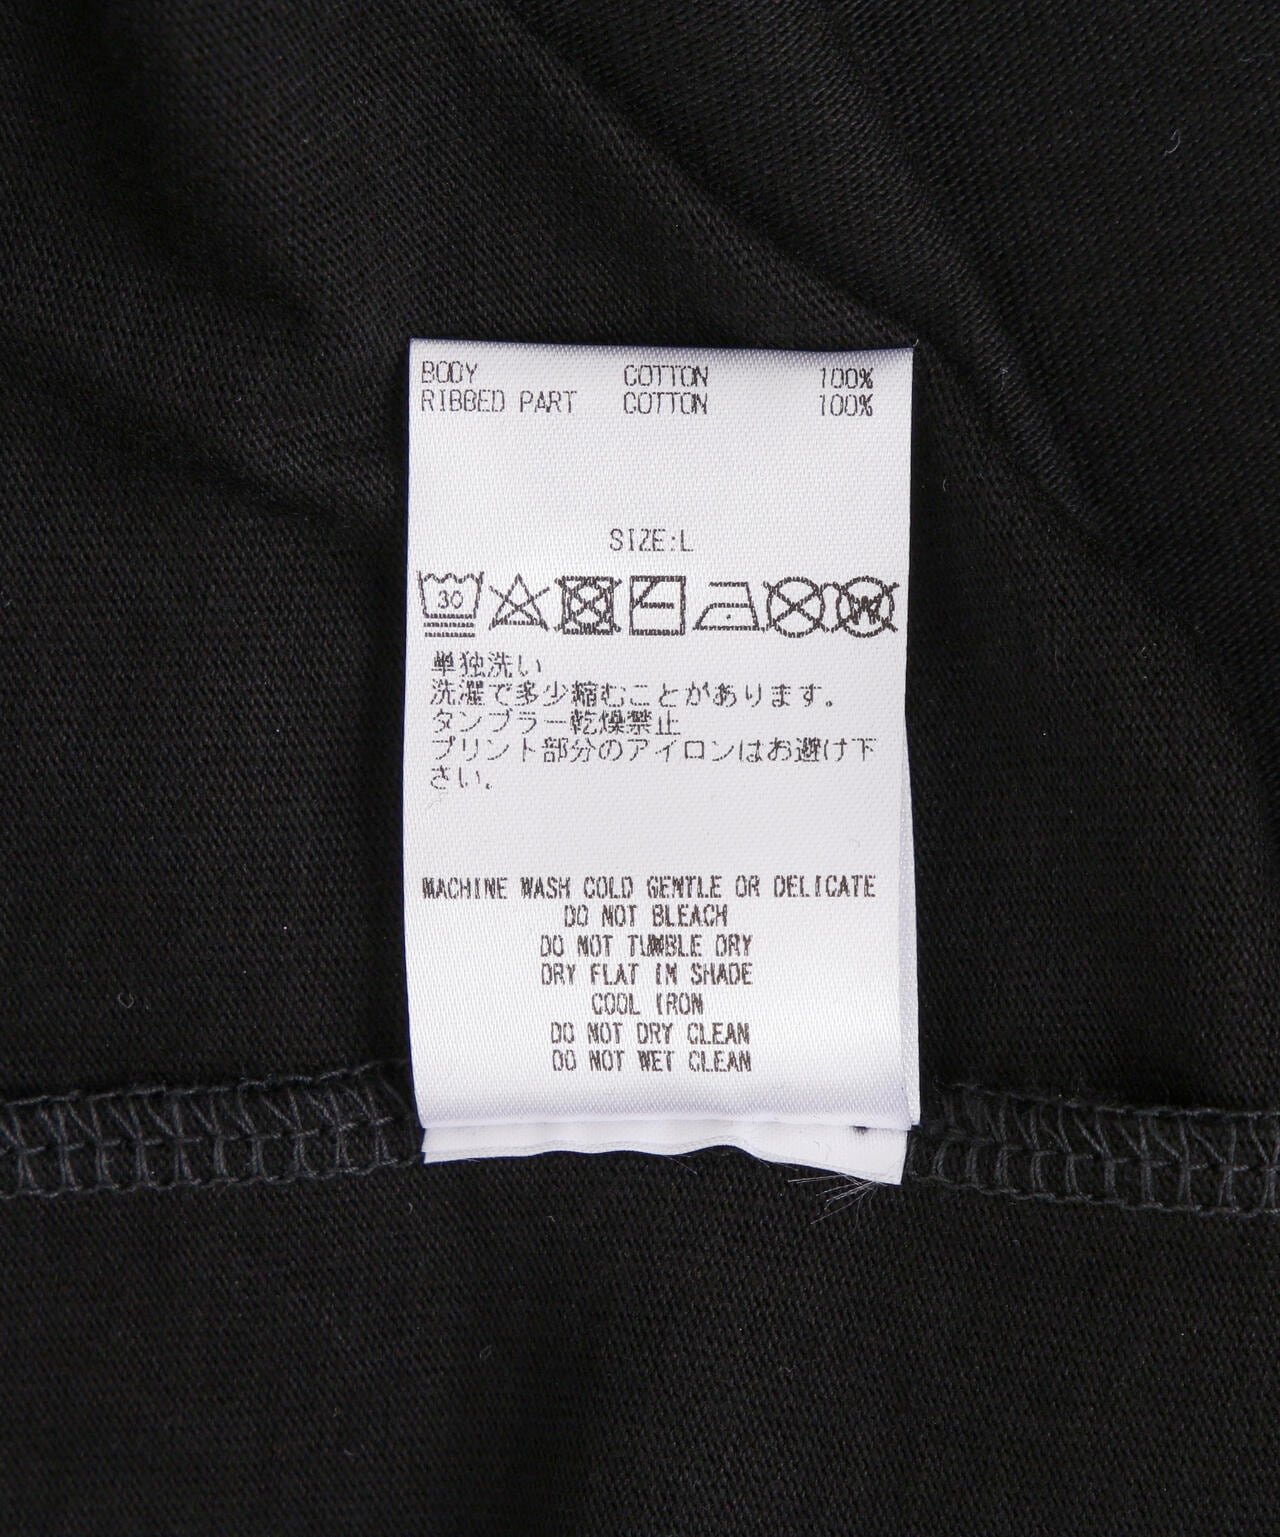 BODY COTTON 100%
RIBBED PART COTTON 100%
SIZE:L
30
W
単独洗い
洗濯で多少縮むことがあります。
タンブラー乾燥禁止
プリント部分のアイロンはお避け下
さい。
MACHINE WASH COLD GENTLE OR DELICATE
DO NOT BLEACH
DO NOT TUMBLE DRY
DRY FLAT IN SHADE
COOL IRON
DO NOT DRY CLEAN
DO NOT WET CLEAN